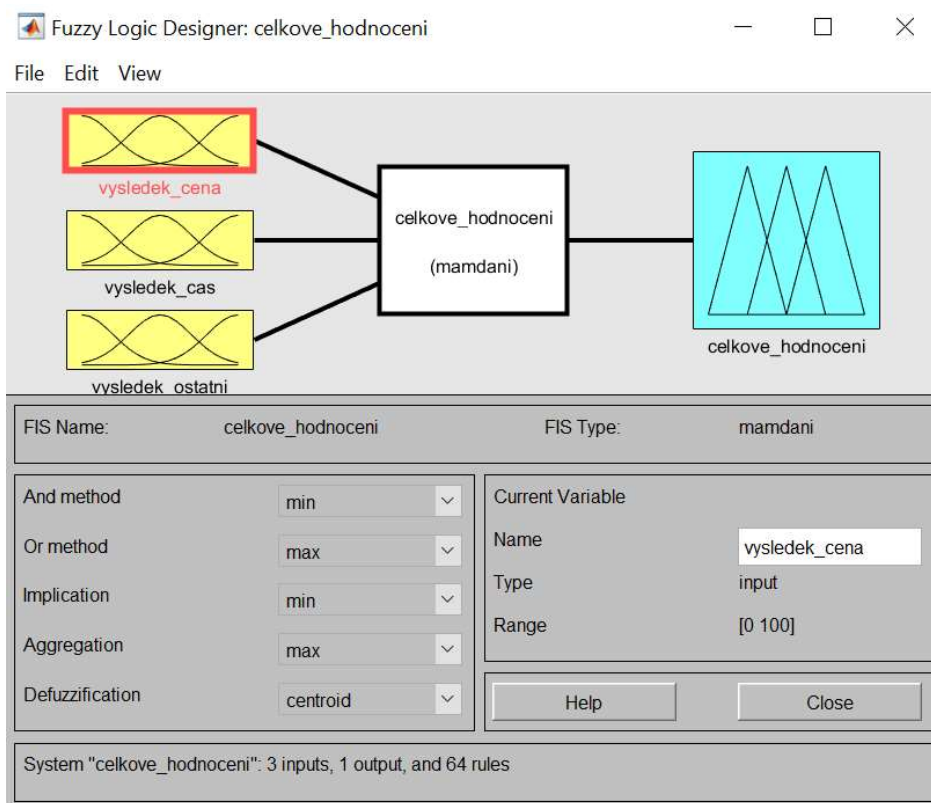 Fuzzy Logic Designer: celkove_hodnoceni
File Edit View
vysledek_cena
vysledek_cas
vysledek_ostatni
celkove_hodnoceni
(mamdani)
celkove_hodnoceni
FIS Name: celkove_hodnoceni FIS Type: mamdani
And method min
Or method max
Implication min
Aggregation max
Defuzzification centroid
Current Variable
Name vysledek_cena
Type input
Range [0 100]
Help Close
System "celkove_hodnoceni": 3 inputs, 1 output, and 64 rules